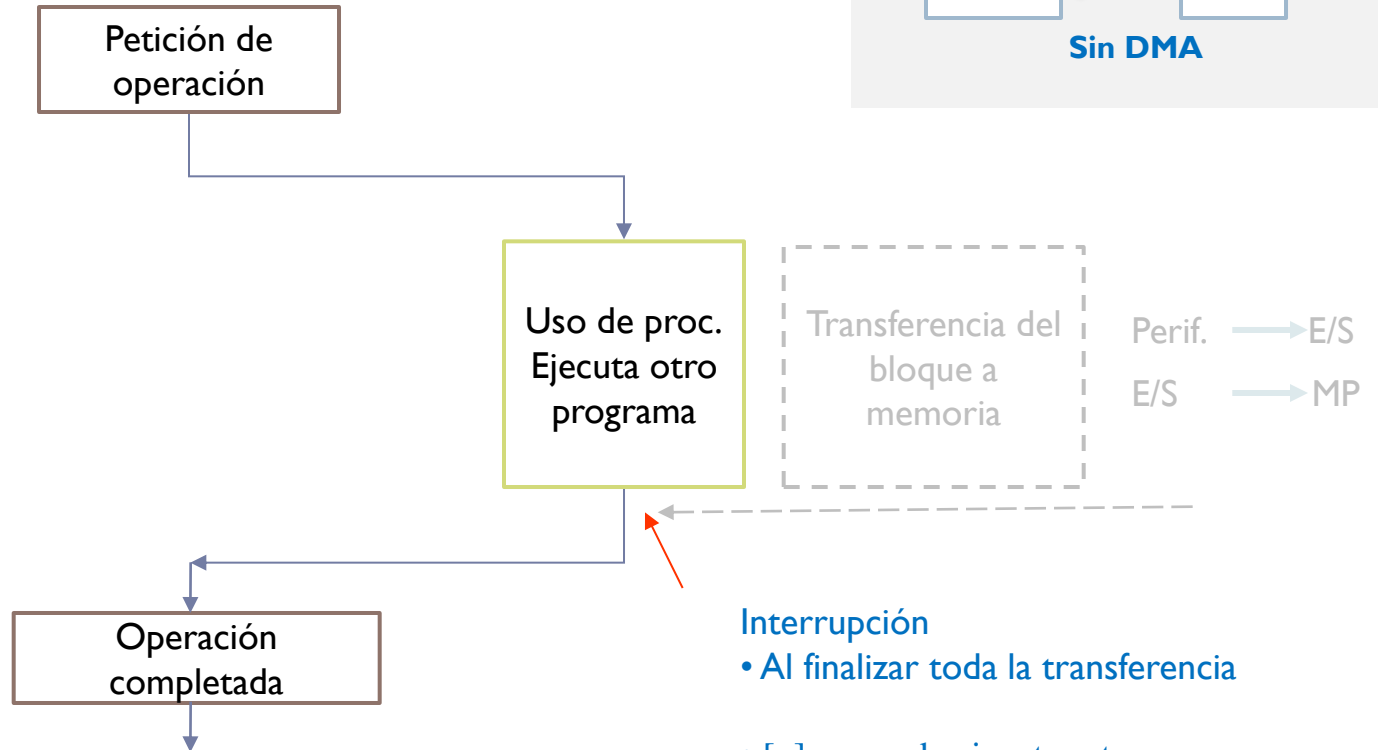 Petición de
operación
Sin DMA
Uso de proc.
Ejecuta otro
programa
Transferencia del
bloque a
memoria
Perif. E/S
E/S MP
Interrupción
• Al finalizar toda la transferencia
Operación
completada